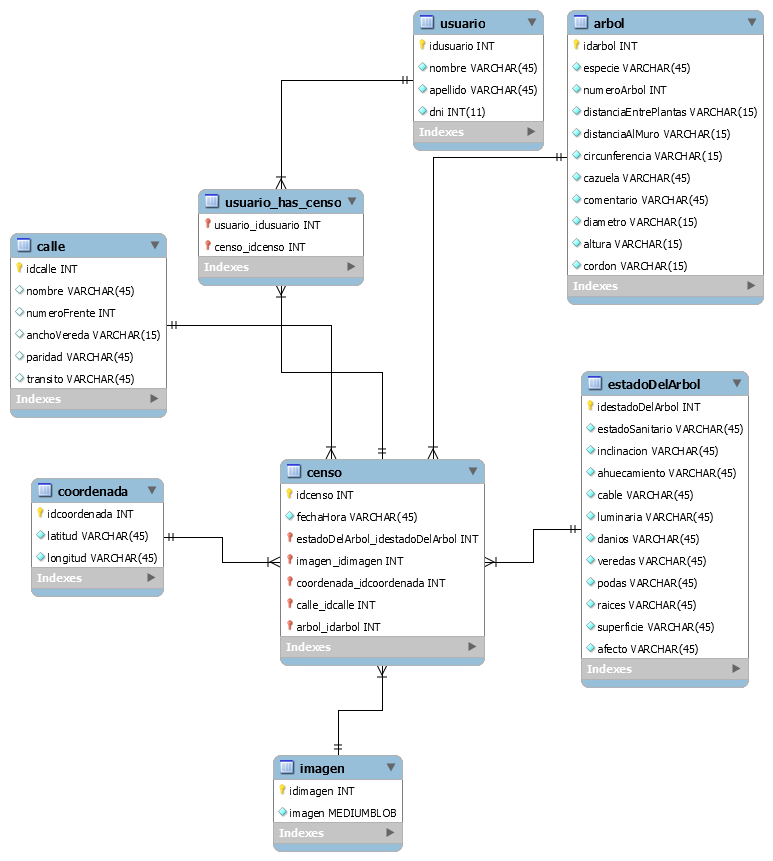 usuario
idusuario INT
nombre VARCHAR(45)
apellido VARCHAR(45)
dni INT(11)
Indexes
arbol
idarbol INT
especie VARCHAR(45)
numeroArbol INT
distanciaEntrePlantas VARCHAR(15)
distanciaAlMuro VARCHAR(15)
circunferencia VARCHAR(15)
cazuela VARCHAR(45)
comentario VARCHAR(45)
diametro VARCHAR(15)
altura VARCHAR(15)
cordon VARCHAR(15)
Indexes
usuario_has_censo
usuario_idusuario INT
censo_idcenso INT
Indexes
calle
idcalle INT
nombre VARCHAR(45)
numeroFrente INT
anchoVereda VARCHAR(15)
paridad VARCHAR(45)
transito VARCHAR(45)
Indexes
estadoDelArbol
idestadoDelArbol INT
estadoSanitario VARCHAR(45)
inclinacion VARCHAR(45)
ahuecamiento VARCHAR(45)
cable VARCHAR(45)
luminaria VARCHAR(45)
danios VARCHAR(45)
veredas VARCHAR(45)
podas VARCHAR(45)
raices VARCHAR(45)
superficie VARCHAR(45)
afecto VARCHAR(45)
Indexes
censo
idcenso INT
fechaHora VARCHAR(45)
estadoDelArbol_idestadoDelArbol INT
imagen_idimagen INT
coordenada_idcoordenada INT
calle_idcalle INT
arbol_idarbol INT
Indexes
coordenada
idcoordenada INT
latitud VARCHAR(45)
longitud VARCHAR(45)
Indexes
imagen
idimagen INT
imagen MEDIUMBLOB
Indexes